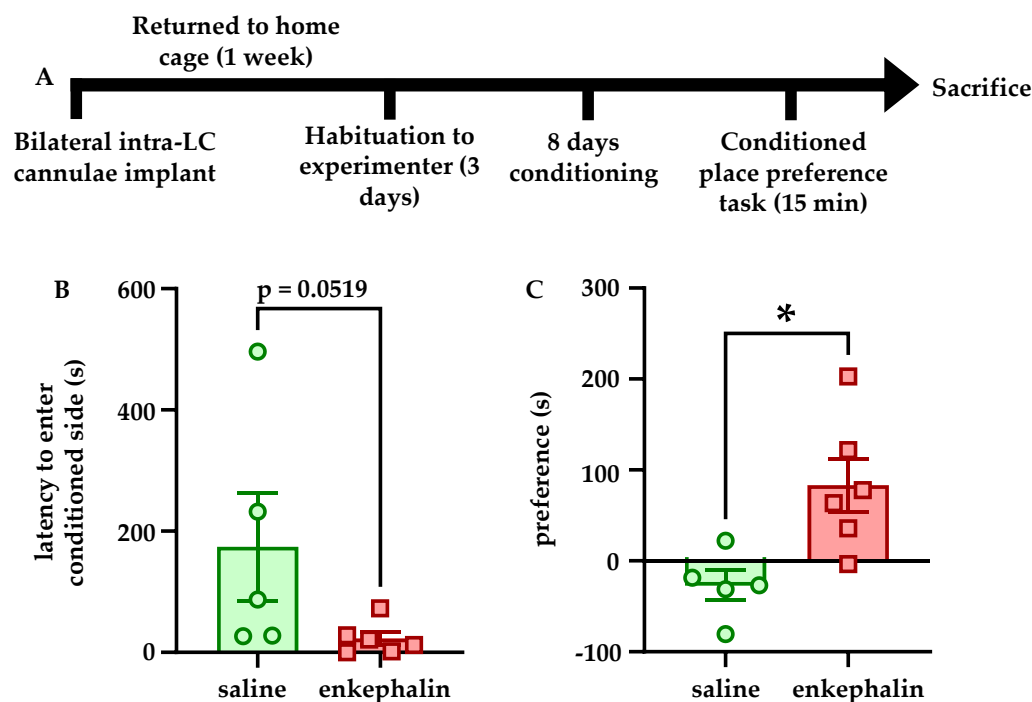 Returned to home
cage (1 week)
A
Sacrifice
Bilateral intra-LC
cannulae implant
Habituation to
experimenter (3
days)
8 days
conditioning
Conditioned
place preference
task (15 min)
B
latency to enter
conditioned side (s)
600
400
200
0
p = 0.0519
saline
enkephalin
C
preference (s)
300
200
100
0
-100
*
saline
enkephalin